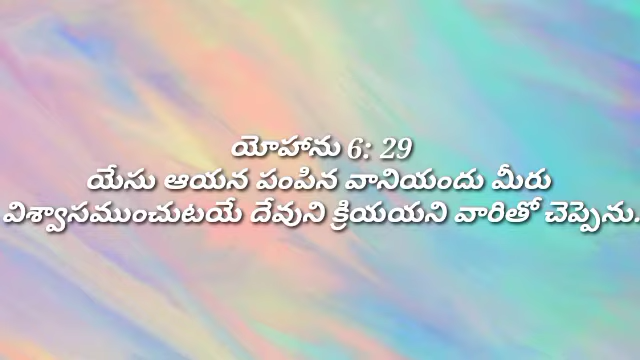 యోహాను 6: 29
యేసు ఆయన పంపిన వానియందు మీరు
విశ్వాసముంచుటయే దేవుని క్రియయని వారితో చెప్పెను.